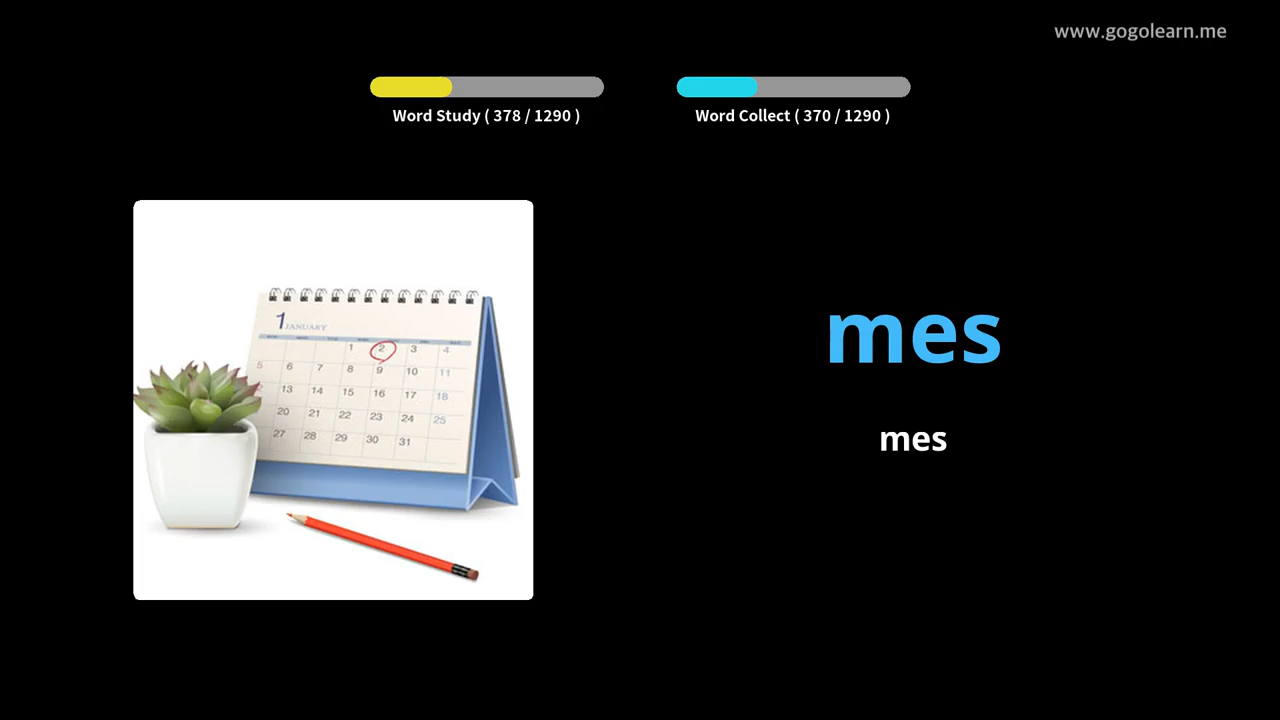 www.gogolearn.me
Word Study ( 378 / 1290 )
Word Collect ( 370 / 1290 )
1 JANUARY
1 2 3 4
5 6 7 8 9 10 11
13 14 15 16 17 18
20 21 22 23 24 25
27 28 29 30 31
mes
mes